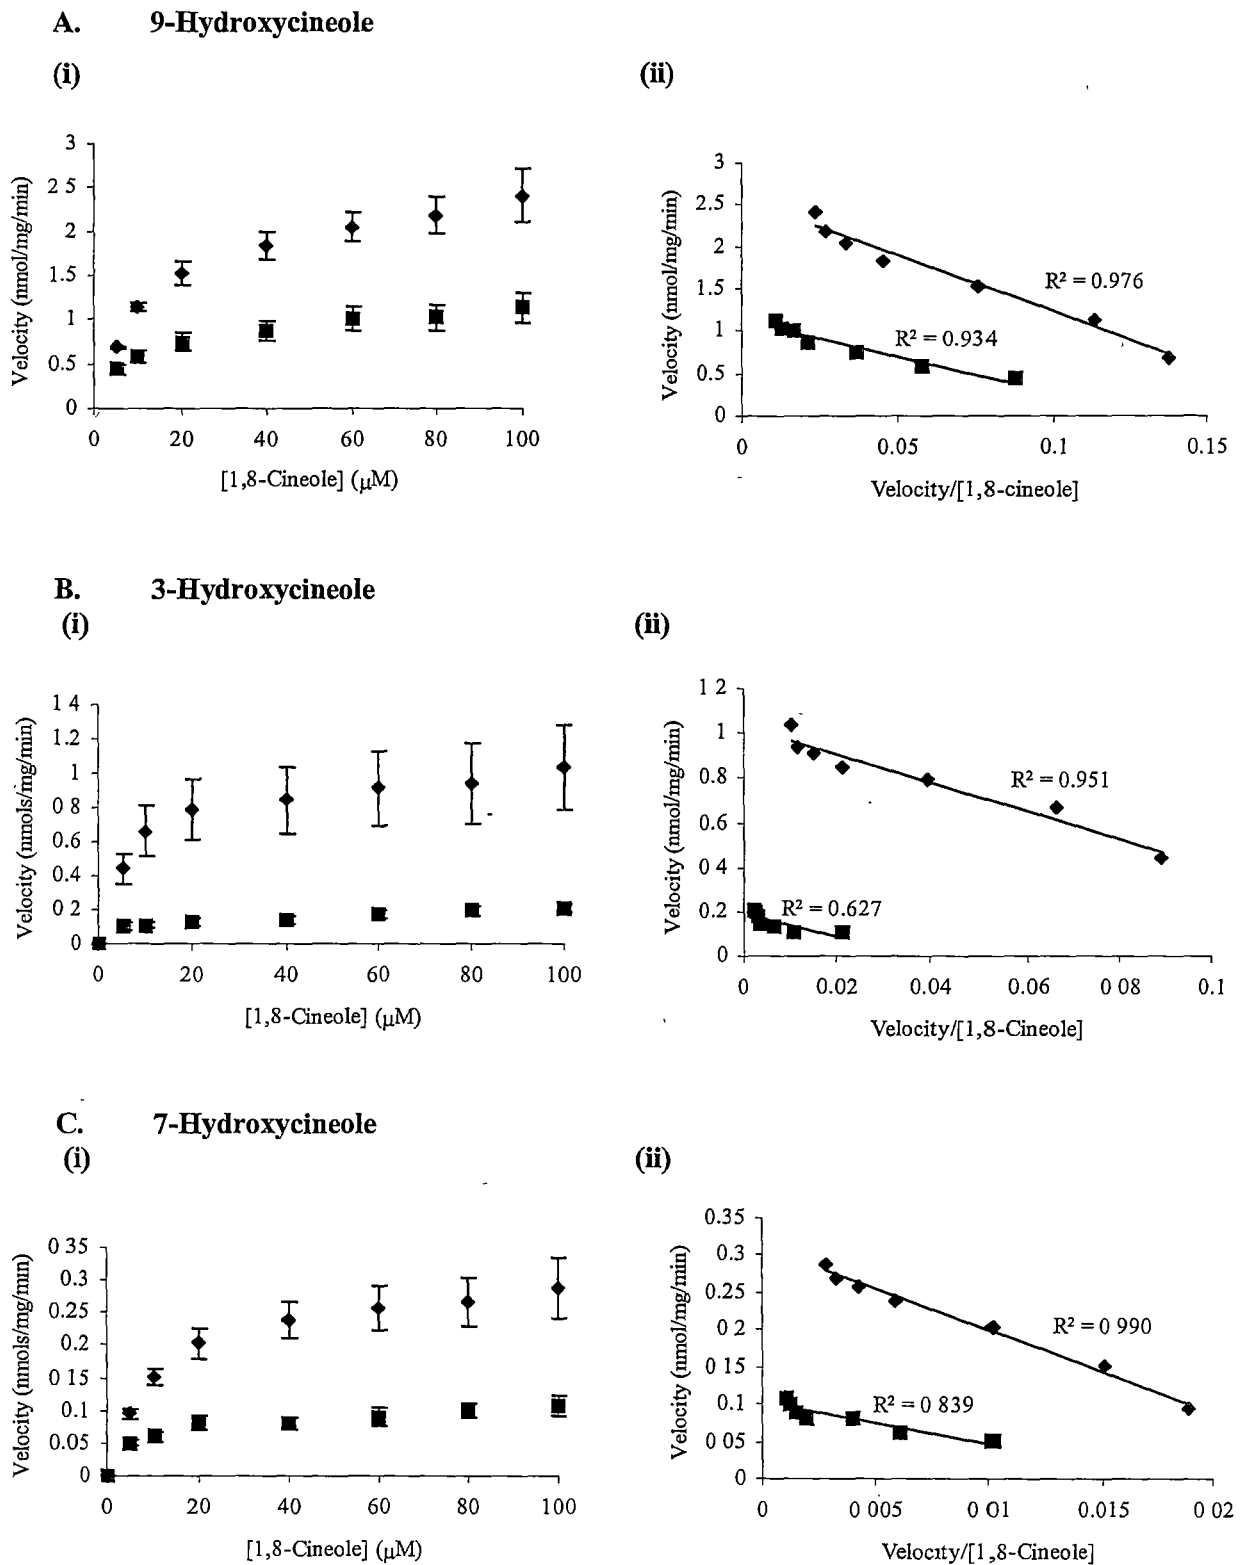 A. 9-Hydroxycineole
(i)
(ii)
Velocity (nmol/mg/min)
3
2 5
2
1.5
1
0.5
0
0 20 40 60 80 100
[1,8-Cineole] (μM)
Velocity (nmol/mg/min)
3
2.5
2
1.5
1
0.5
0
R² = 0.976
R² = 0.934
0 0.05 0.1 0.15
Velocity/[1,8-cineole]
B. 3-Hydroxycineole
(i)
(ii)
Velocity (nmols/mg/min)
1 4
1 2
1
0 8
0 6
0 4
0 2
0
0 20 40 60 80 100
[1,8-Cineole] (μM)
Velocity (nmol/mg/min)
1 2
1
0.8
0 6
0.4
0.2
0
R² = 0.951
R² = 0.627
0 0.02 0.04 0.06 0 08 0.1
Velocity/[1,8-Cineole]
C. 7-Hydroxycineole
(i)
(ii)
Velocity (nmols/mg/min)
0 35
0.3
0.25
0.2
0.15
0.1
0.05
0
0 20 40 60 80 100
[1,8-Cineole] (μM)
Velocity (nmol/mg/min)
0.35
0.3
0.25
0 2
0 15
0.1
0 05
0
R² = 0 990
R² = 0 839
0 0 005 0 01 0.015 0 02
Velocity/[1,8-Cineole]